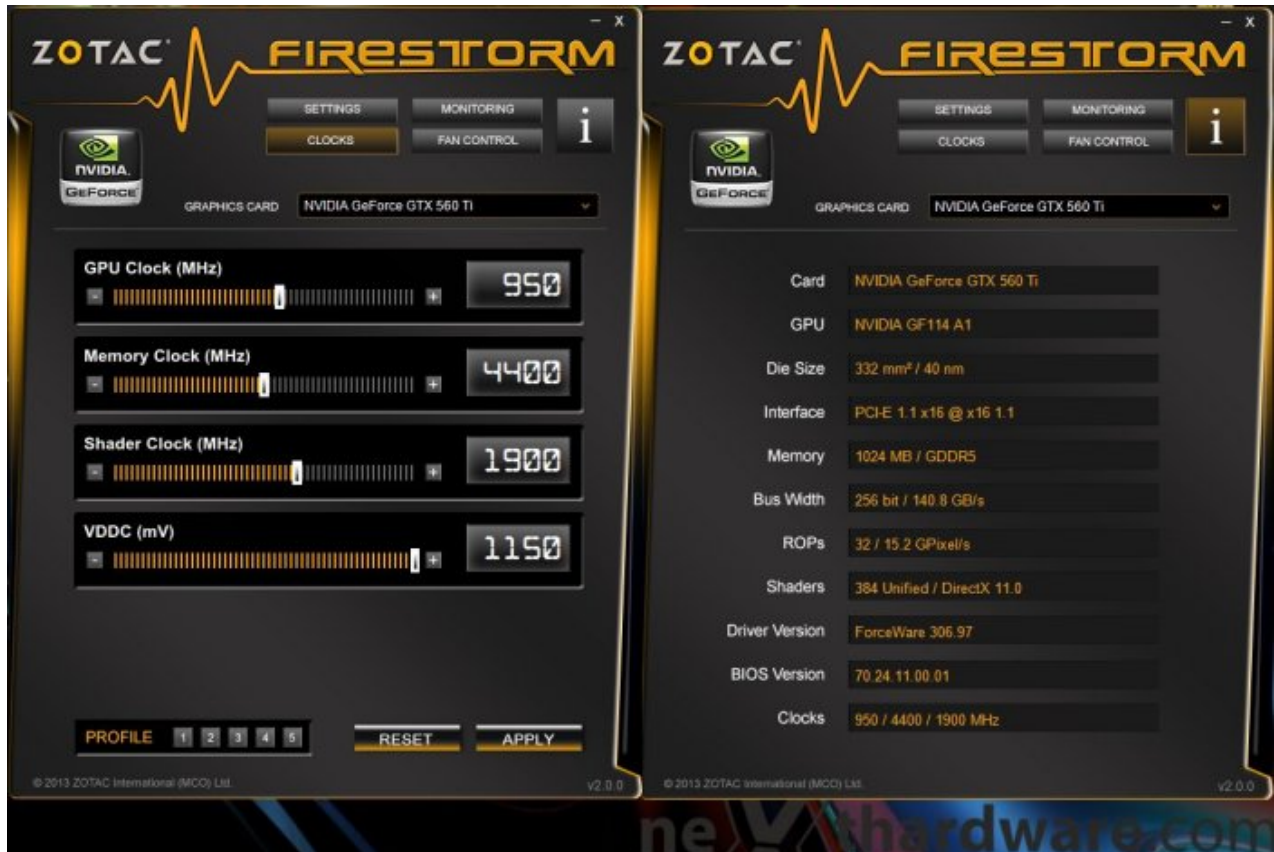 - x
ZOTAC FIRESTORM
SETTINGS MONITORING
i
CLOCKS FAN CONTROL
NVIDIA.
GEFORCE
GRAPHICS CARD NVIDIA GeForce GTX 560 Ti
GPU Clock (MHz)
- + 950
Memory Clock (MHz)
- + 4400
Shader Clock (MHz)
- + 1900
VDDC (mV)
- + 1150
PROFILE 1 2 3 4 5 RESET APPLY
© 2013 ZOTAC International (MCO) Ltd. v2.0.0
- x
ZOTAC FIRESTORM
SETTINGS MONITORING
i
CLOCKS FAN CONTROL
NVIDIA.
GEFORCE
GRAPHICS CARD NVIDIA GeForce GTX 560 Ti
Card NVIDIA GeForce GTX 560 Ti
GPU NVIDIA GF114 A1
Die Size 332 mm² / 40 nm
Interface PCI-E 1.1 x16 @ x16 1.1
Memory 1024 MB / GDDR5
Bus Width 256 bit / 140.8 GB/s
ROPs 32 / 15.2 GPixel/s
Shaders 384 Unified / DirectX 11.0
Driver Version ForceWare 306.97
BIOS Version 70.24.11.00.01
Clocks 950 / 4400 / 1900 MHz
© 2013 ZOTAC International (MCO) Ltd. v2.0.0
nexthardware.com